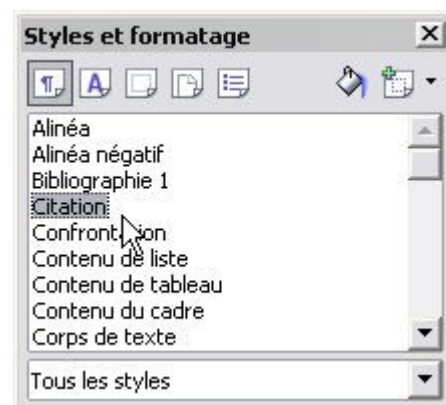 Styles et formatage
Alinéa
Alinéa négatif
Bibliographie 1
Citation
Confrontation
Contenu de liste
Contenu de tableau
Contenu du cadre
Corps de texte
Tous les styles